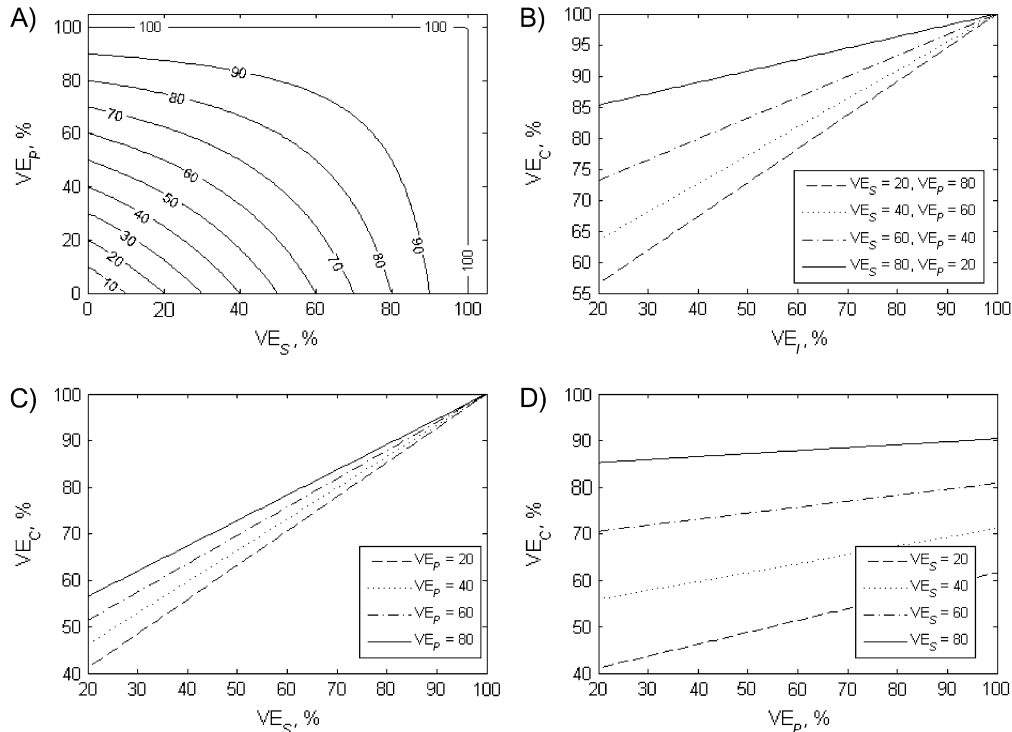 A)
100
80
60
40
20
0
VE_P, %
0 20 40 60 80 100
VE_S, %
100 100
90
80
70
60
50
40
30
20
10
70
80
90
100
B)
100
95
90
85
80
75
70
65
60
55
VE_C, %
20 30 40 50 60 70 80 90 100
VE_I, %
VE_S = 20, VE_P = 80
VE_S = 40, VE_P = 60
VE_S = 60, VE_P = 40
VE_S = 80, VE_P = 20
C)
100
90
80
70
60
50
40
VE_C, %
20 30 40 50 60 70 80 90 100
VE_S, %
VE_P = 20
VE_P = 40
VE_P = 60
VE_P = 80
D)
100
90
80
70
60
50
40
VE_C, %
20 30 40 50 60 70 80 90 100
VE_P, %
VE_S = 20
VE_S = 40
VE_S = 60
VE_S = 80